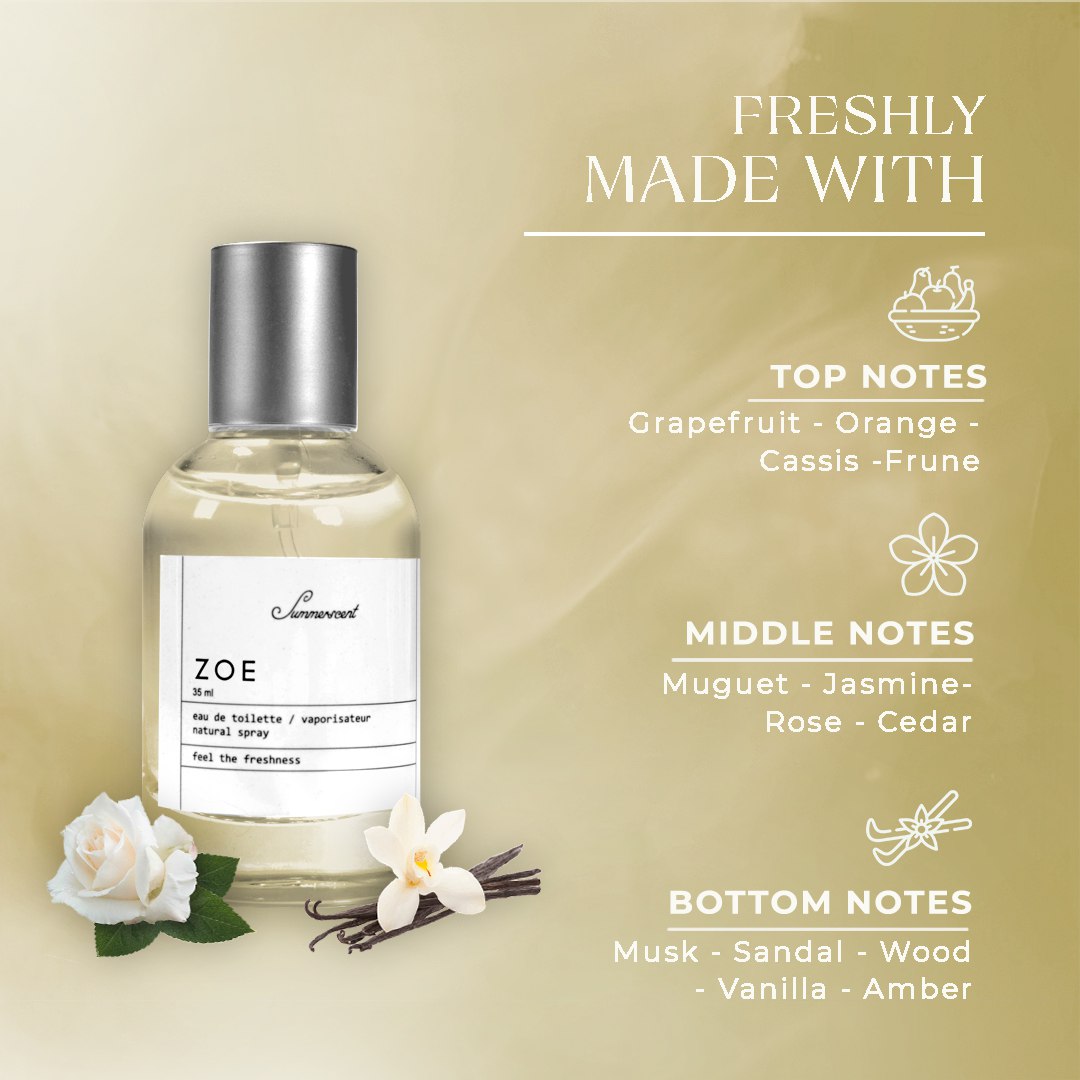 FRESHLY
MADE WITH
TOP NOTES
Grapefruit - Orange -
Cassis -Frune
MIDDLE NOTES
Muguet - Jasmine-
Rose - Cedar
BOTTOM NOTES
Musk - Sandal - Wood
- Vanilla - Amber
Summerscent
ZOE
35 ml
eau de toilette / vaporisateur
natural spray
feel the freshness